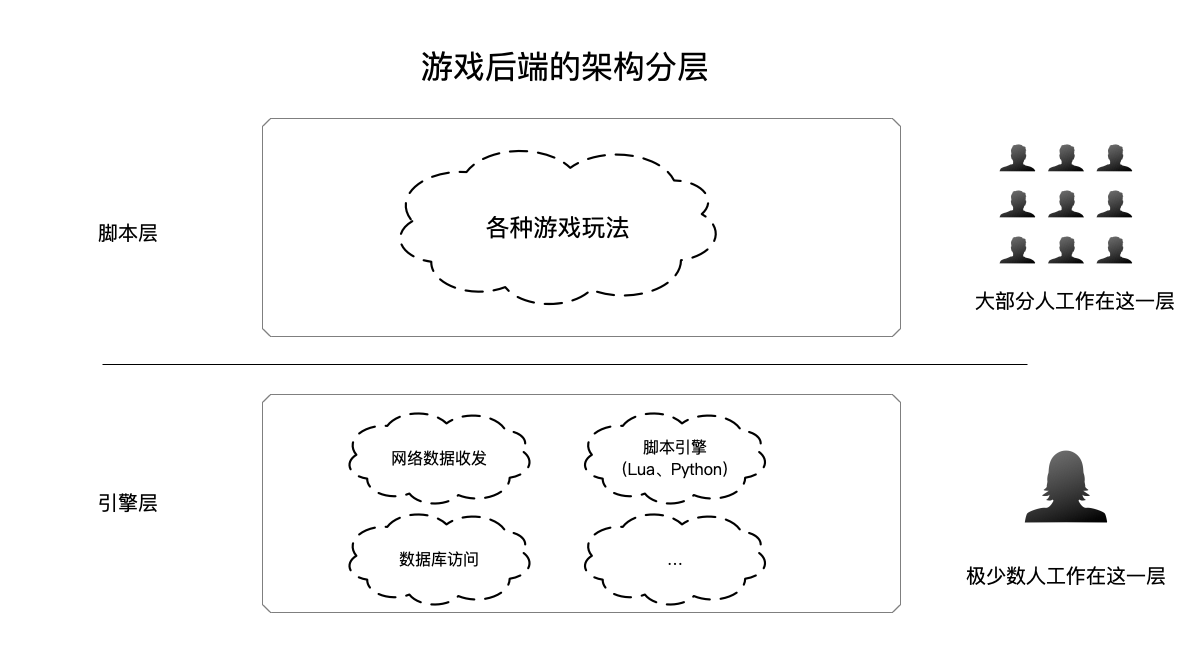 游戏后端的架构分层
脚本层
各种游戏玩法
大部分人工作在这一层
引擎层
网络数据收发
脚本引擎
（Lua、Python）
数据库访问
...
极少数人工作在这一层